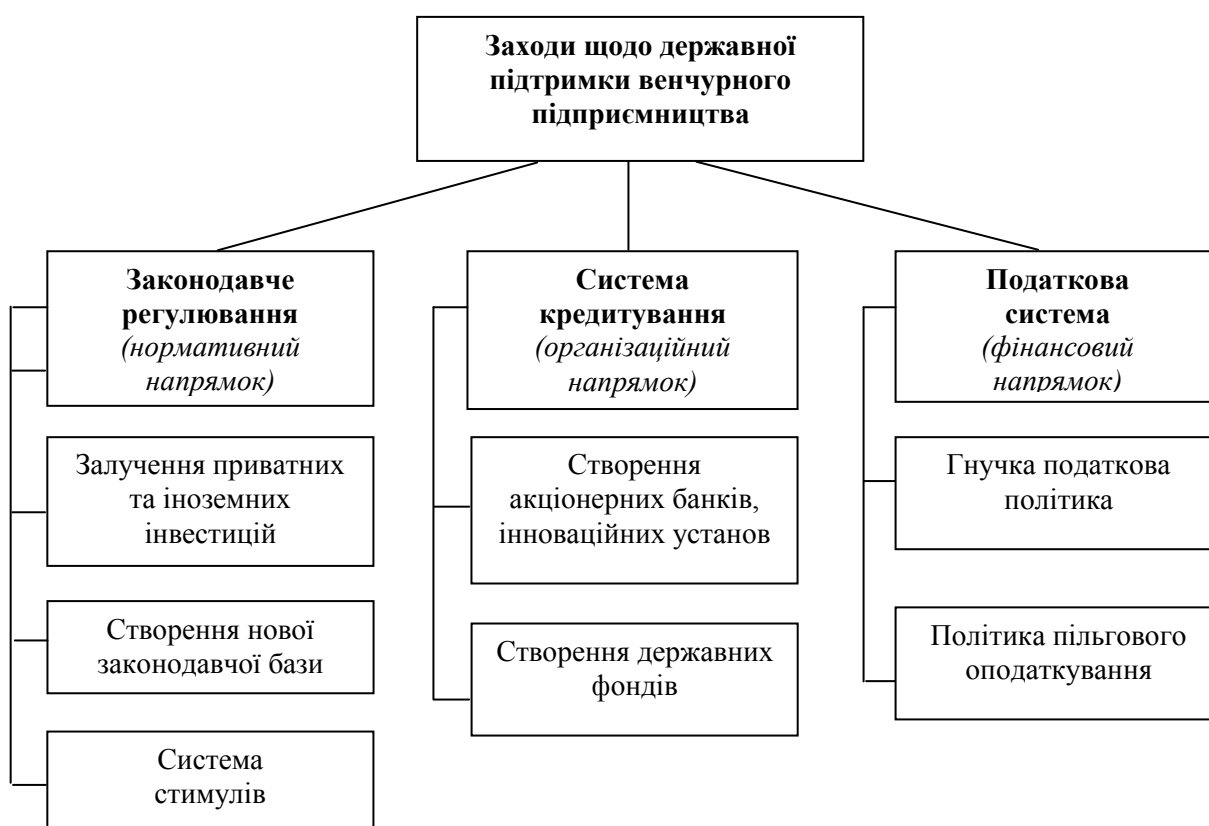 Заходи щодо державної
підтримки венчурного
підприємництва
Законодавче
регулювання
(нормативний
напрямок)
Залучення приватних
та іноземних
інвестицій
Створення нової
законодавчої бази
Система
стимулів
Система
кредитування
(організаційний
напрямок)
Створення
акціонерних банків,
інноваційних установ
Створення державних
фондів
Податкова
система
(фінансовий
напрямок)
Гнучка податкова
політика
Політика пільгового
оподаткування